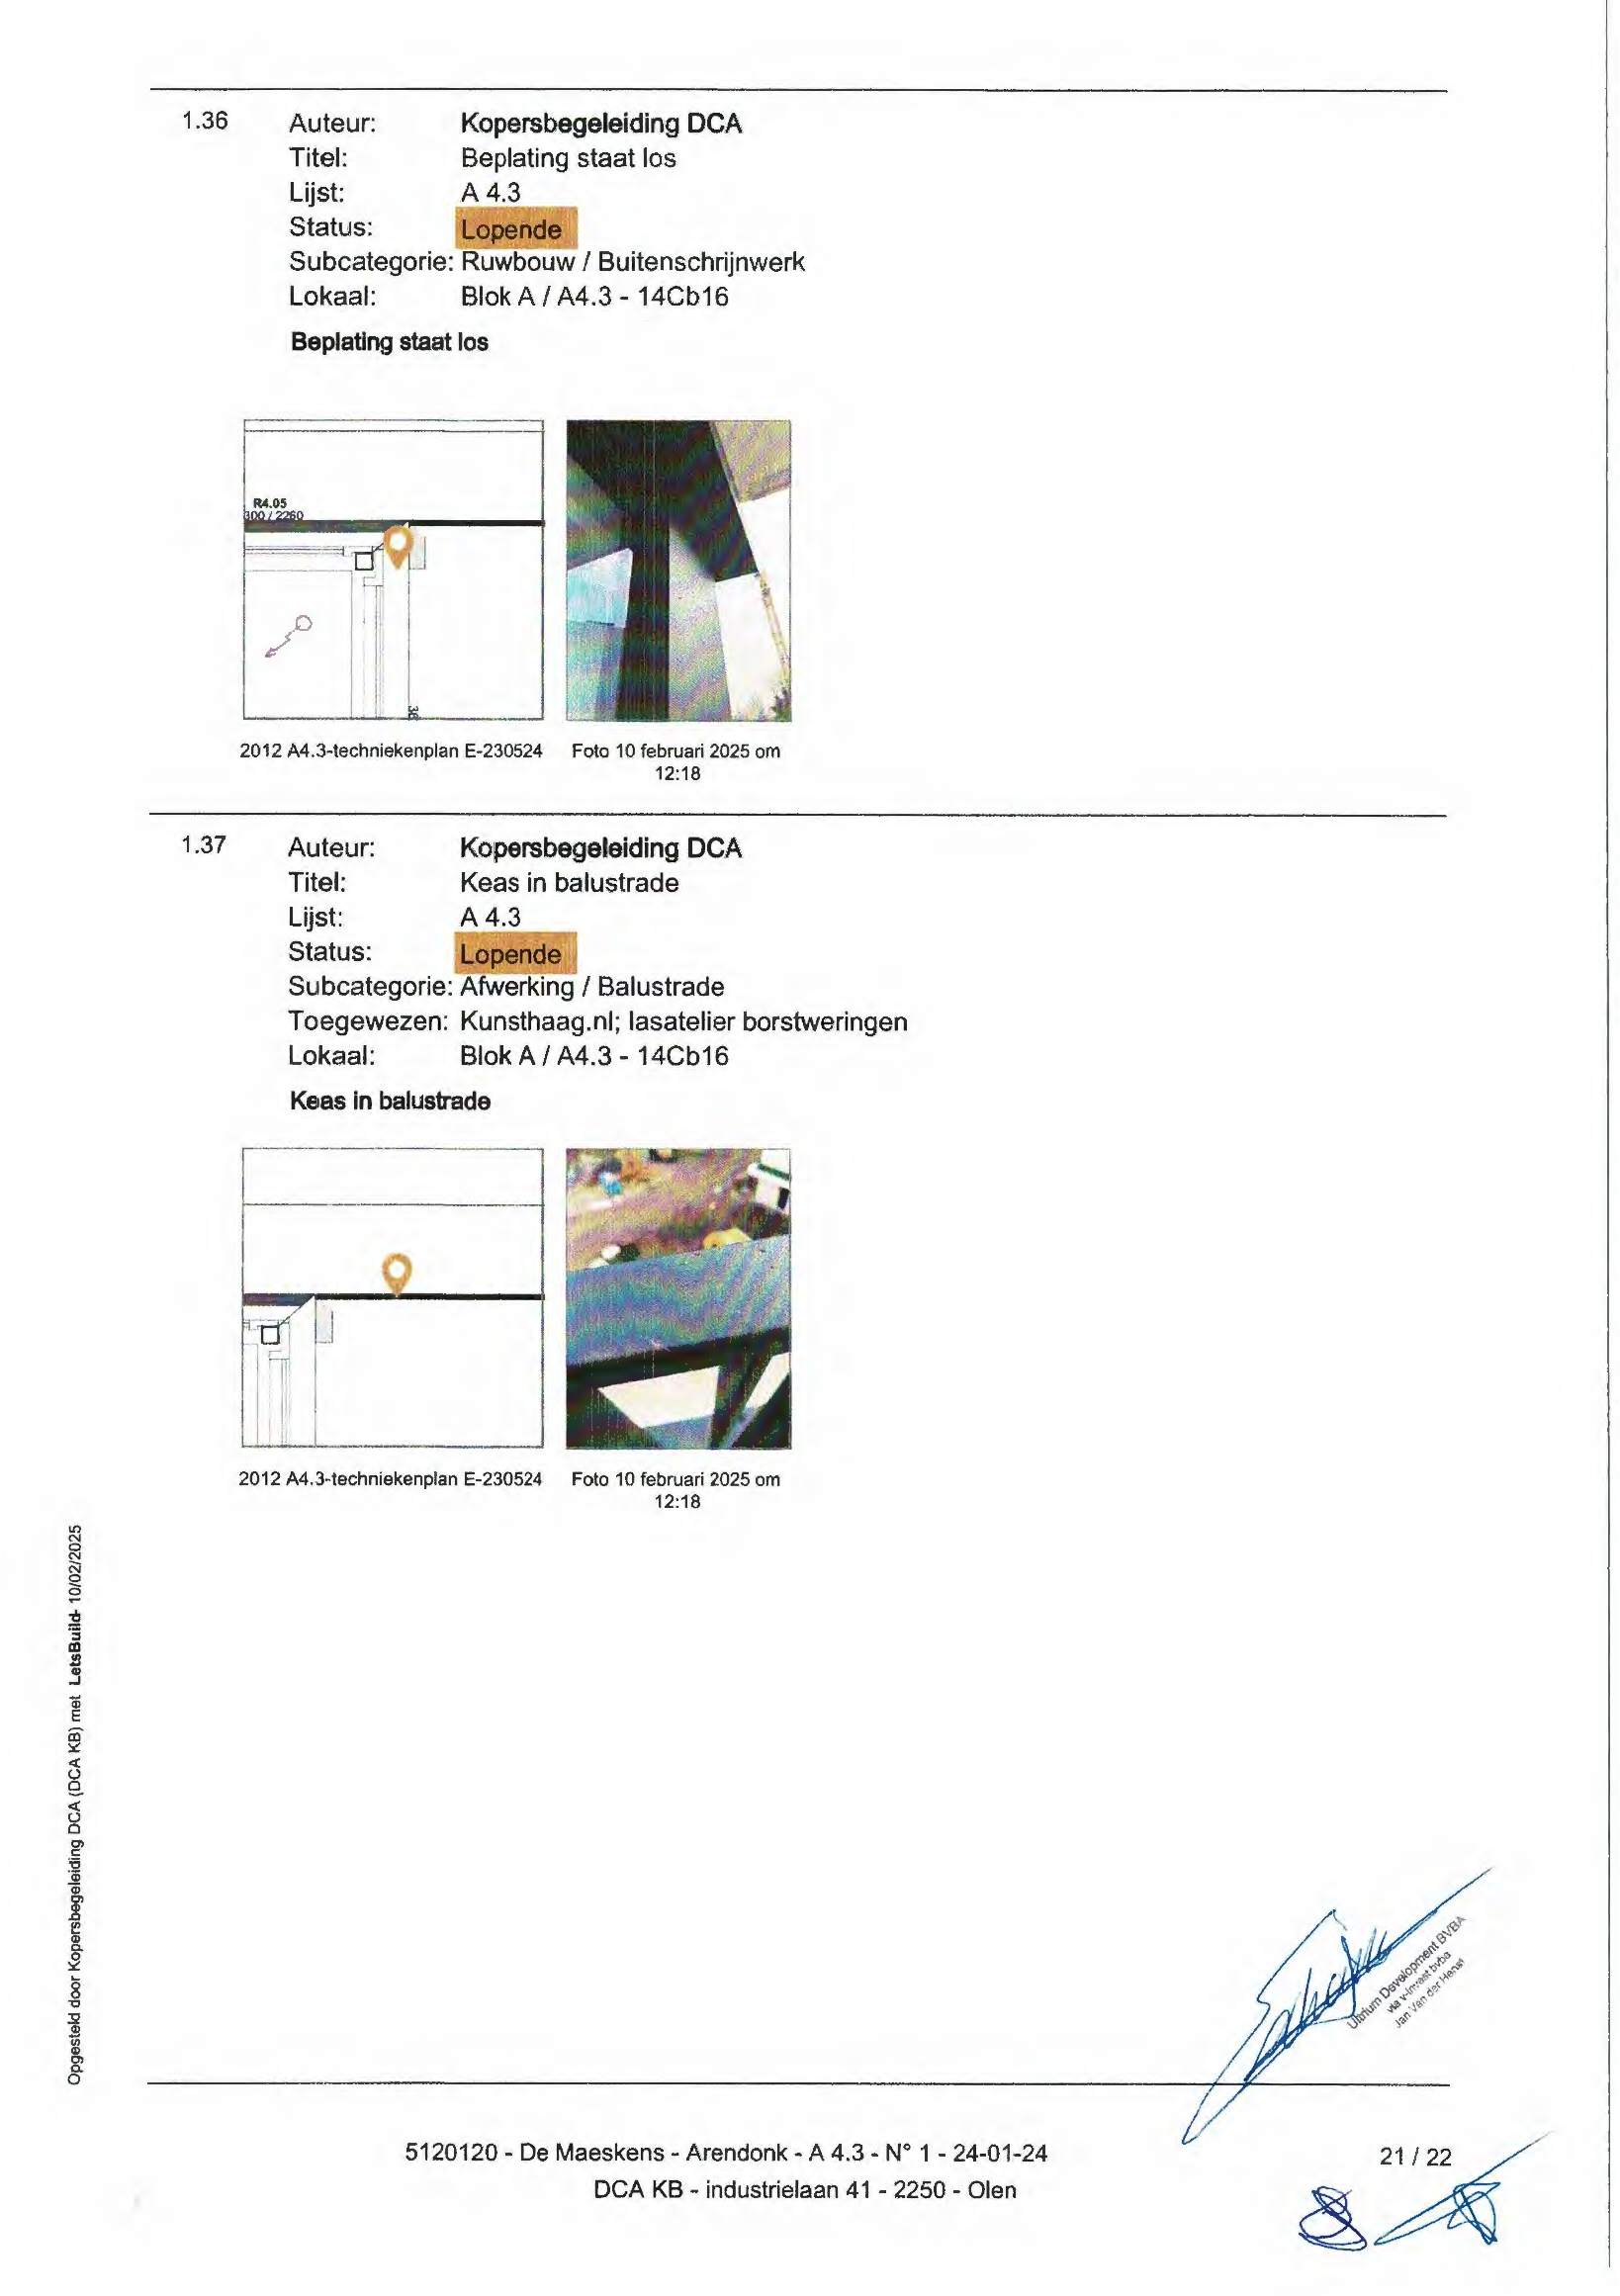 1.36
Auteur: Kopersbegeleiding DCA
Titel: Beplating staat los
Lijst: A 4.3
Status: Lopende
Subcategorie: Ruwbouw / Buitenschrijnwerk
Lokaal: Blok A / A4.3 - 14Cb16
Beplating staat los
R4.05
300 / 2260
36
2012 A4.3-techniekenplan E-230524
Foto 10 februari 2025 om
12:18
1.37
Auteur: Kopersbegeleiding DCA
Titel: Keas in balustrade
Lijst: A 4.3
Status: Lopende
Subcategorie: Afwerking / Balustrade
Toegewezen: Kunsthaag.nl; lasatelier borstweringen
Lokaal: Blok A / A4.3 - 14Cb16
Keas in balustrade
2012 A4.3-techniekenplan E-230524
Foto 10 februari 2025 om
12:18
Opgesteld door Kopersbegeleiding DCA (DCA KB) met LetsBuild- 10/02/2025
Development BVBA
via v-invest bvba
Jan Van der
5120120 - De Maeskens - Arendonk - A 4.3 - N° 1 - 24-01-24
21 / 22
DCA KB - industrielaan 41 - 2250 - Olen